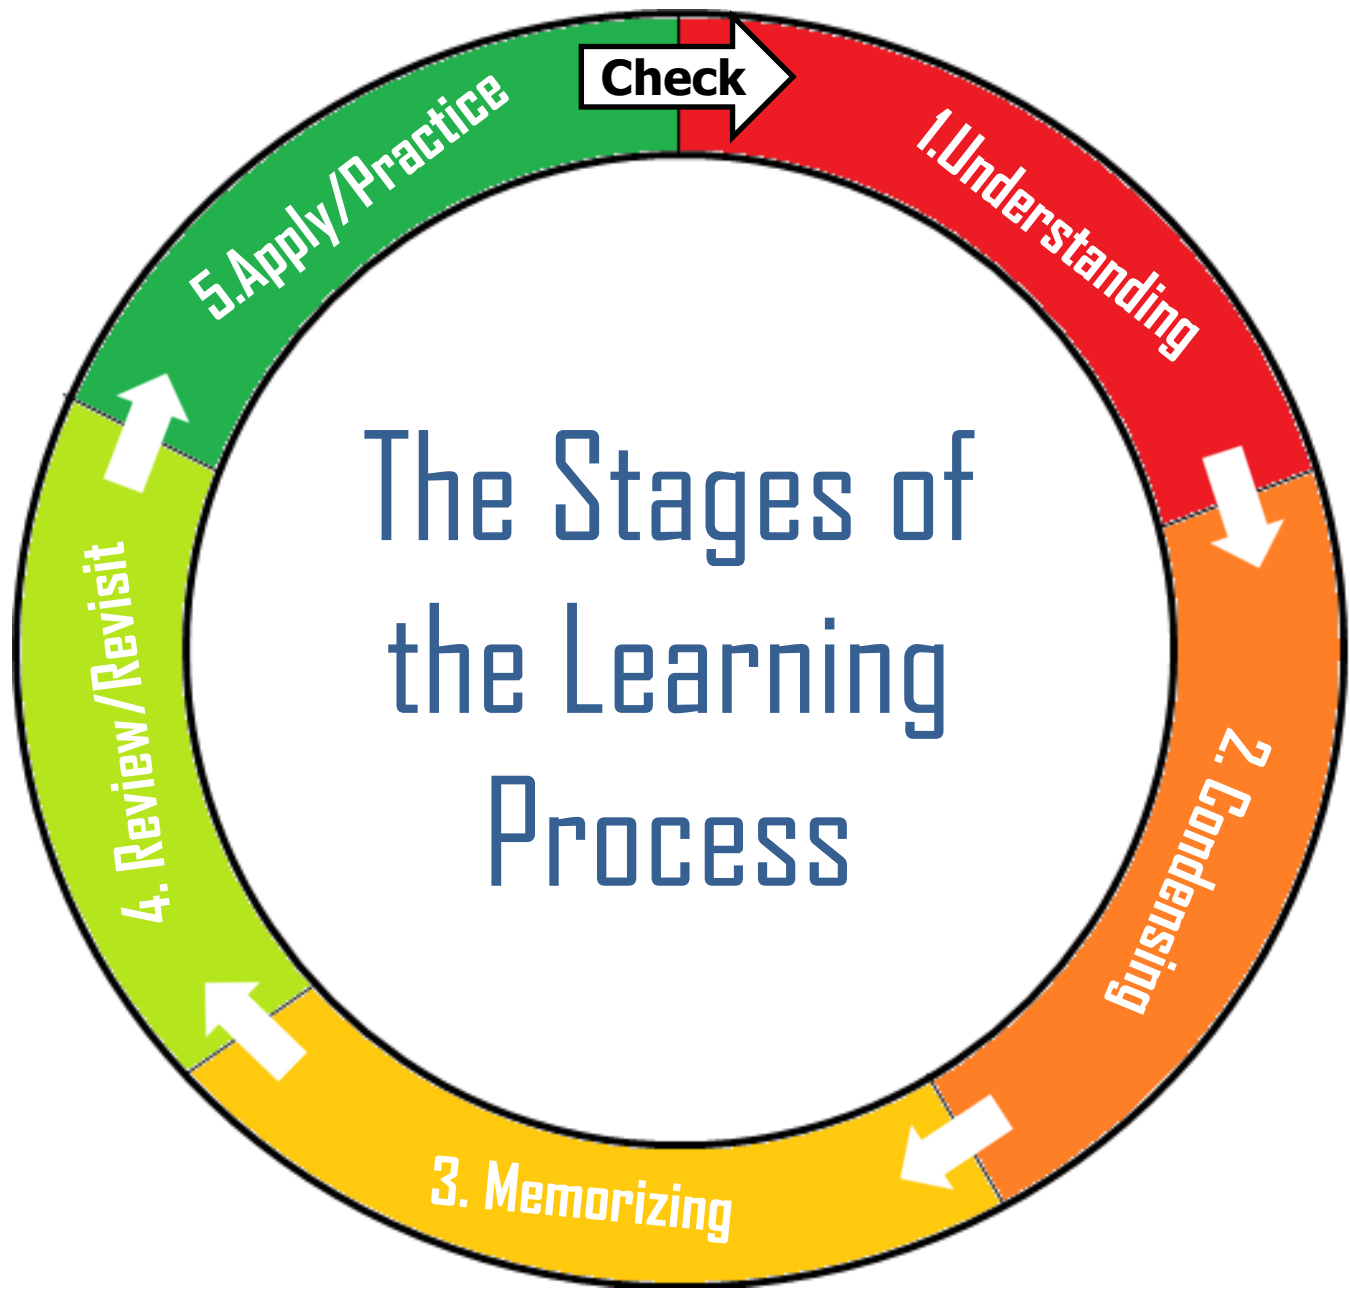 Check
1.Understanding
2. Condensing
3. Memorizing
4. Review/Revisit
5.Apply/Practice
The Stages of
the Learning
Process